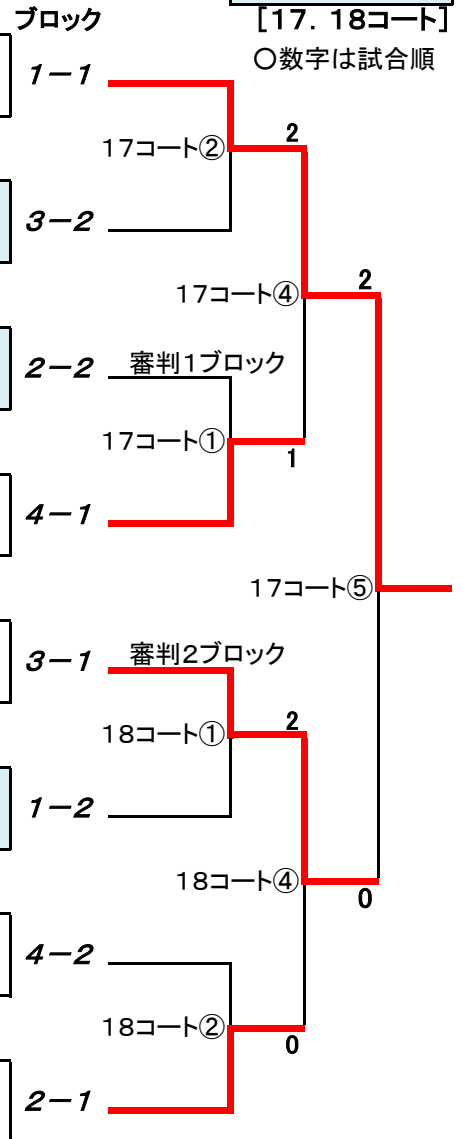 ブロック
[17．18コート]
〇数字は試合順
1－1
2
17コート②
3－2
17コート④
2
2－2
審判1ブロック
17コート①
1
4－1
17コート⑤
3－1
審判2ブロック
18コート①
2
1－2
18コート④
0
4－2
18コート②
0
2－1